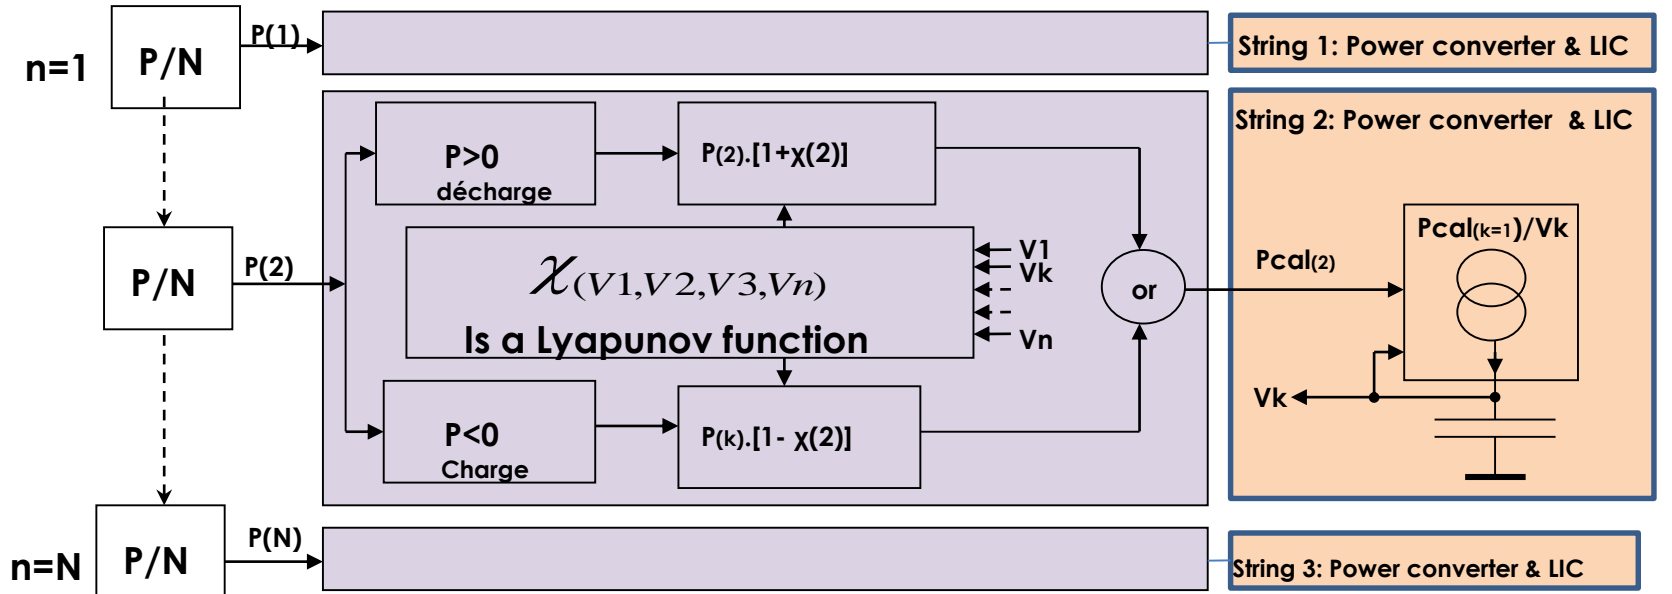 n=1
P/N
P(1)
String 1: Power converter & LIC
P/N
P(2)
P>0
décharge
P(2).[1+χ(2)]
χ(V1,V2,V3,Vn)
Is a Lyapunov function
V1
Vk
Vn
P<0
Charge
P(k).[1- χ(2)]
or
Pcal(2)
String 2: Power converter & LIC
Pcal(k=1)/Vk
Vk
n=N
P/N
P(N)
String 3: Power converter & LIC